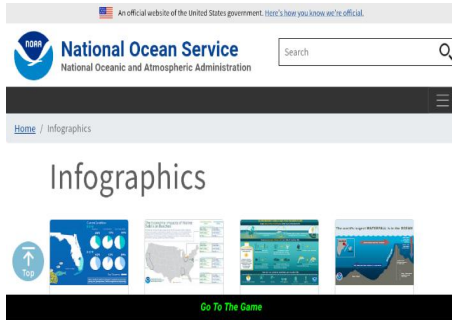 An official website of the United States government. Here's how you know we're official.
NOAA
National Ocean Service
National Oceanic and Atmospheric Administration
Search
Home / Infographics
Infographics
Top
Go To The Game